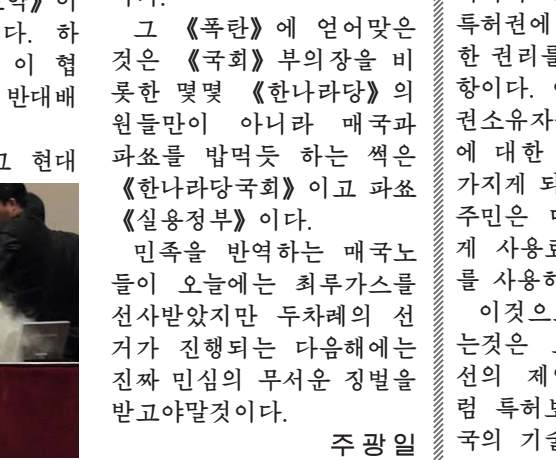 다. 하
이 협
반대배
그 현대
그 《폭탄》에 얻어맞은
것은 《국회》부의장을 비
롯한 몇몇 《한나라당》의
원들만이 아니라 매국과
파쑈를 밥먹듯 하는 썩은
《한나라당국회》이고 파쑈
《실용정부》이다.
민족을 반역하는 매국노
들이 오늘에는 최루가스를
선사받았지만 두차례의 선
거가 진행되는 다음해에는
진짜 민심의 무서운 징벌을
받고야말것이다.
주광일
특허권에
한 권리를
항이다.
권소유자
에 대한
가지게 되
주민은
게 사용료
를 사용하
이것으
는것은
선의 제
럼 특허보
국의 기술